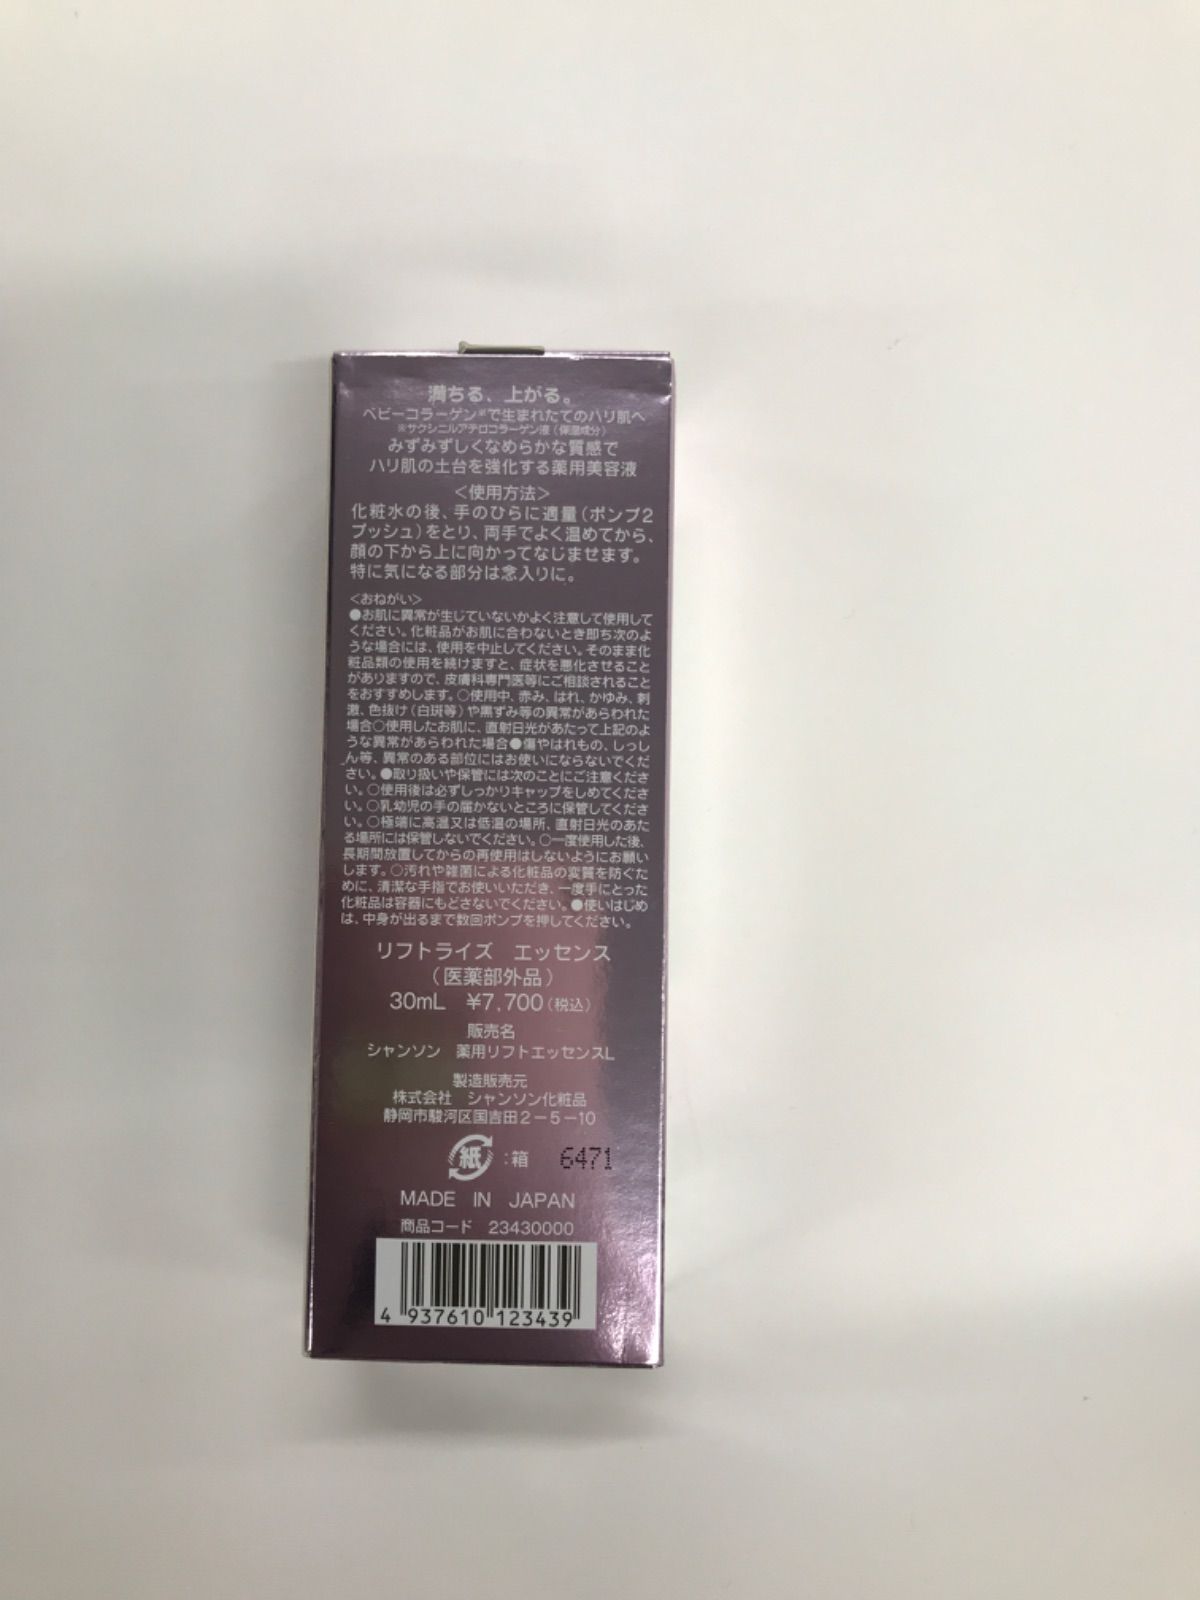 満ちる、上がる。
ベビーコラーゲン※で生まれたてのハリ肌へ
※サクシニルアテロコラーゲン液（保湿成分）
みずみずしくなめらかな質感で
ハリ肌の土台を強化する薬用美容液
＜使用方法＞
化粧水の後、手のひらに適量（ポンプ2
プッシュ）をとり、両手でよく温めてから、
顔の下から上に向かってなじませます。
特に気になる部分は念入りに。
＜おねがい＞
●お肌に異常が生じていないかよく注意して使用して
ください。化粧品がお肌に合わないとき即ち次のよ
うな場合には、使用を中止してください。そのまま化
粧品類の使用を続けますと、症状を悪化させること
がありますので、皮膚科専門医等にご相談されること
をおすすめします。○使用中、赤み、はれ、かゆみ、刺
激、色抜け（白斑等）や黒ずみ等の異常があらわれた
場合○使用したお肌に、直射日光があたって上記のよ
うな異常があらわれた場合●傷やはれもの、しっし
ん等、異常のある部位にはお使いにならないでくだ
さい。●取り扱いや保管には次のことにご注意くださ
い。○使用後は必ずしっかりキャップをしめてくださ
い。○乳幼児の手の届かないところに保管してくださ
い。○極端に高温又は低温の場所、直射日光のあた
る場所には保管しないでください。○一度使用した後、
長期間放置してからの再使用はしないようにお願い
します。○汚れや雑菌による化粧品の変質を防ぐた
めに、清潔な手指でお使いいただき、一度手にとった
化粧品は容器にもどさないでください。●使いはじめ
は、中身が出るまで数回ポンプを押してください。
リフトライズ エッセンス
（医薬部外品）
30mL ¥7,700（税込）
販売名
シャンソン 薬用リフトエッセンスL
製造販売元
株式会社 シャンソン化粧品
静岡市駿河区国吉田2－5－10
紙：箱 6471
MADE IN JAPAN
商品コード 23430000
4 937610 123439